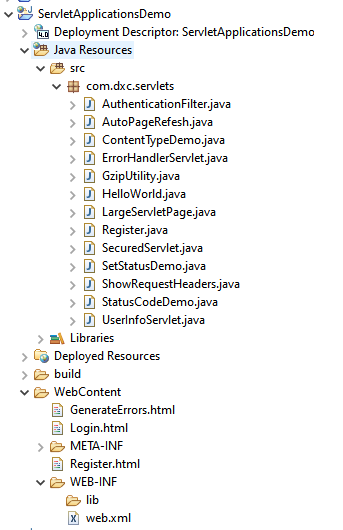 ServletApplicationsDemo
4.0 Deployment Descriptor: ServletApplicationsDemo
Java Resources
src
com.dxc.servlets
J AuthenticationFilter.java
J AutoPageRefesh.java
J ContentTypeDemo.java
J ErrorHandlerServlet.java
J GzipUtility.java
J HelloWorld.java
J LargeServletPage.java
J Register.java
J SecuredServlet.java
J SetStatusDemo.java
J ShowRequestHeaders.java
J StatusCodeDemo.java
J UserInfoServlet.java
Libraries
Deployed Resources
build
WebContent
GenerateErrors.html
Login.html
META-INF
Register.html
WEB-INF
lib
X web.xml